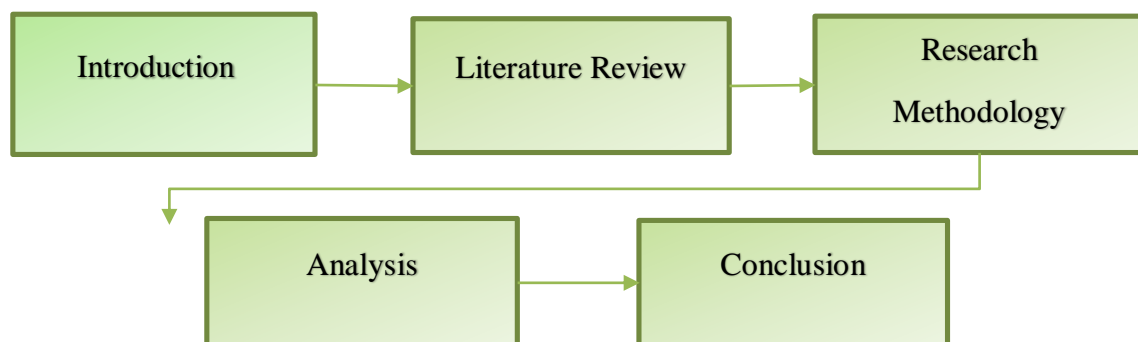 Introduction
Literature Review
Research
Methodology
Analysis
Conclusion